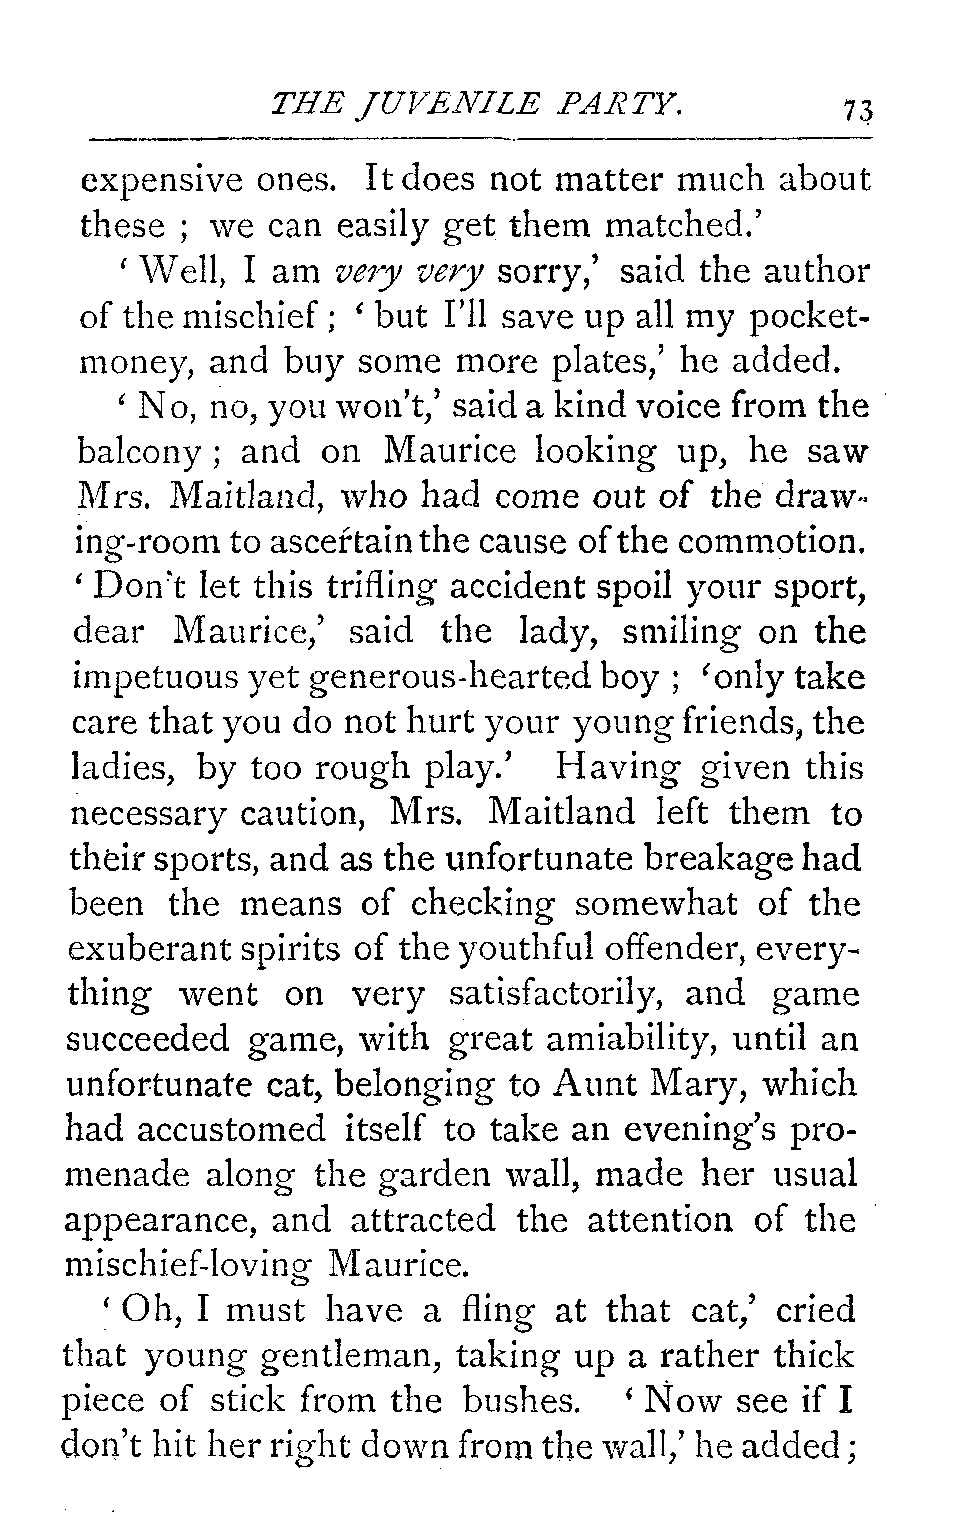 THE JUVENILE PARTY. 73
expensive ones. It does not matter much about
these ; we can easily get them matched.’
‘ Well, I am very very sorry,’ said the author
of the mischief ; ‘ but I’ll save up all my pocket-
money, and buy some more plates,’ he added.
‘ No, no, you won’t,’ said a kind voice from the
balcony ; and on Maurice looking up, he saw
Mrs. Maitland, who had come out of the draw-
ing-room to ascertain the cause of the commotion.
‘ Don’t let this trifling accident spoil your sport,
dear Maurice,’ said the lady, smiling on the
impetuous yet generous-hearted boy ; ‘only take
care that you do not hurt your young friends, the
ladies, by too rough play.’ Having given this
necessary caution, Mrs. Maitland left them to
their sports, and as the unfortunate breakage had
been the means of checking somewhat of the
exuberant spirits of the youthful offender, every-
thing went on very satisfactorily, and game
succeeded game, with great amiability, until an
unfortunate cat, belonging to Aunt Mary, which
had accustomed itself to take an evening’s pro-
menade along the garden wall, made her usual
appearance, and attracted the attention of the
mischief-loving Maurice.
‘ Oh, I must have a fling at that cat,’ cried
that young gentleman, taking up a rather thick
piece of stick from the bushes. ‘ Now see if I
don’t hit her right down from the wall,’ he added ;